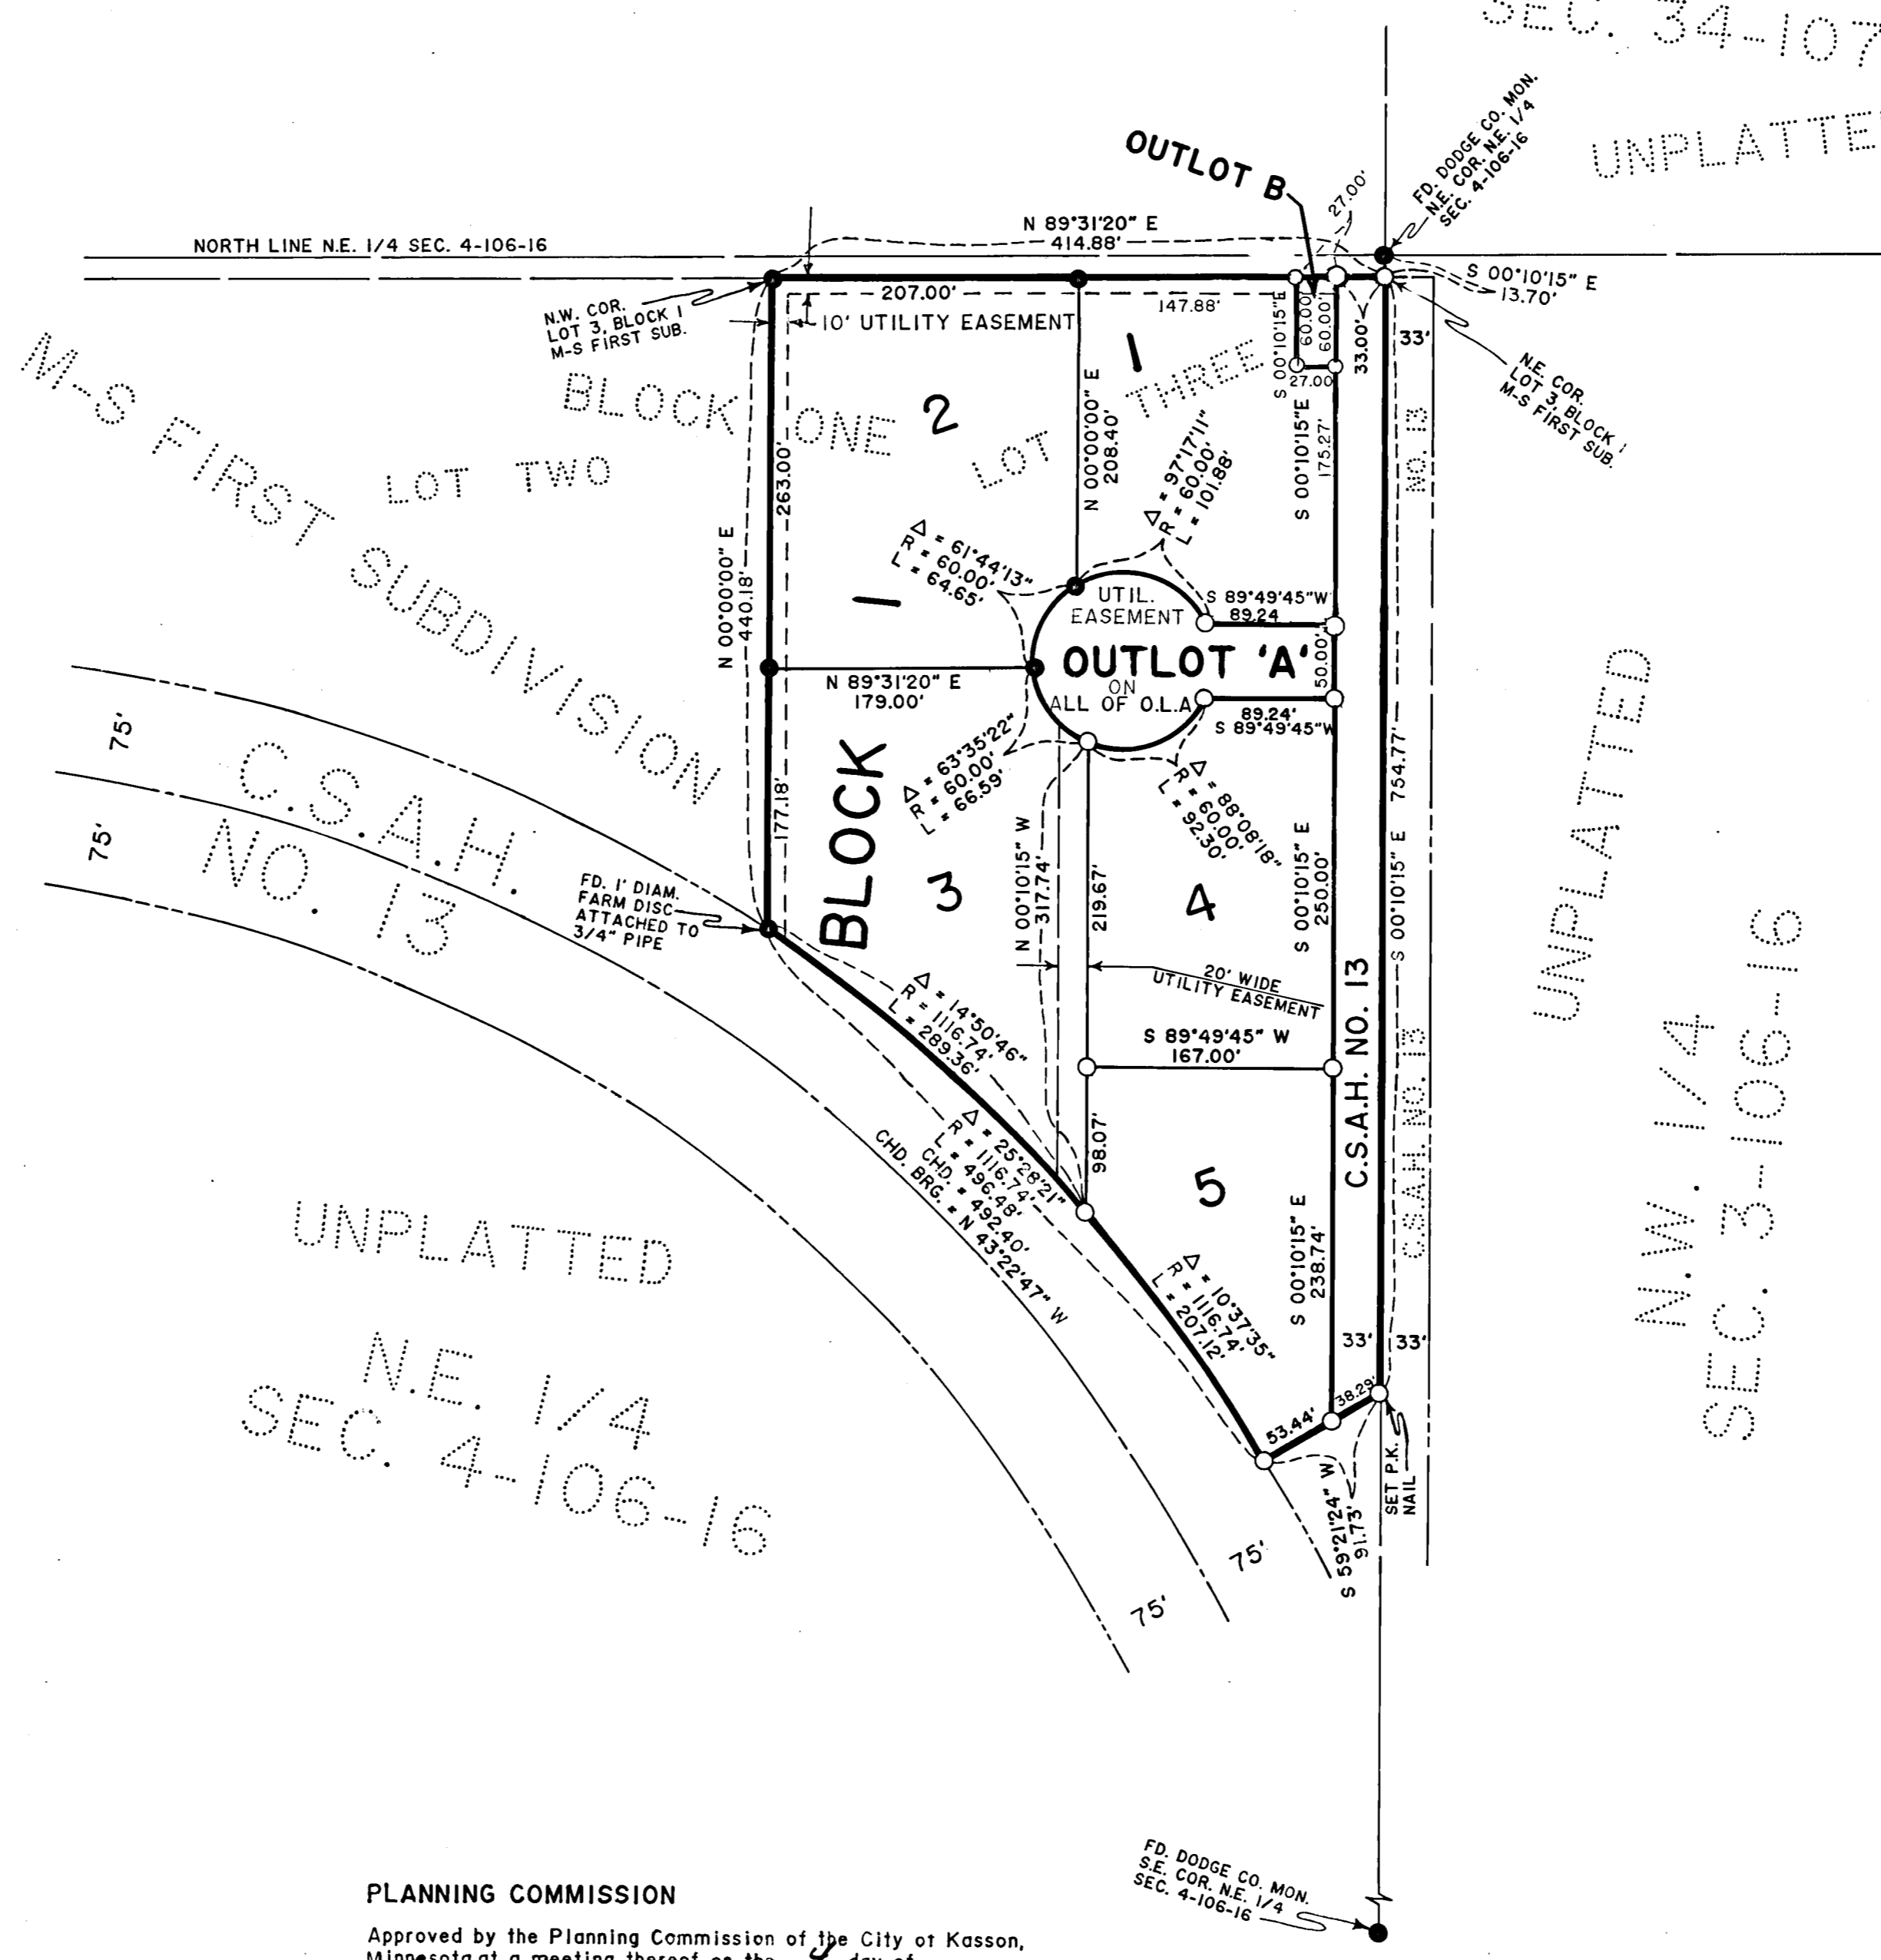 SEC. 34-107
UNPLATTE
FD. DODGE CO. MON.
N.E. COR. N.E. 1/4
SEC. 4-106-16
OUTLOT B
27.00'
N 89°31'20" E
414.88'
NORTH LINE N.E. 1/4 SEC. 4-106-16
S 00°10'15" E
13.70'
207.00'
147.88'
N.W. COR.
LOT 3, BLOCK 1
M-S FIRST SUB.
10' UTILITY EASEMENT
S 00°10'15"E
60.00'
60.00'
33.00'
33'
27.00
N.E. COR.
LOT 3, BLOCK 1
M-S FIRST SUB.
M-S FIRST SUBDIVISION
BLOCK ONE
LOT TWO
LOT THREE
1
2
N 00°00'00" E
208.40'
S 00°10'15"E
175.27'
NO. 13
263.00'
N 00°00'00" E
440.18'
Δ = 97°17'11"
R = 60.00'
L = 101.88'
Δ = 61°44'13"
R = 60.00'
L = 64.65'
UTIL.
EASEMENT
S 89°49'45"W
89.24
OUTLOT 'A'
50.00'
ON
ALL OF O.L.A
89.24'
S 89°49'45"W
N 89°31'20" E
179.00'
BLOCK 1
177.18'
Δ = 63°35'22"
R = 60.00'
L = 66.59'
Δ = 88°08'18"
R = 60.00'
L = 92.30'
75'
75'
C.S.A.H.
NO. 13
FD. 1' DIAM.
FARM DISC
ATTACHED TO
3/4" PIPE
3
4
N 00°10'15" W
317.74'
219.67'
S 00°10'15" E
250.00'
S 00°10'15" E 754.77'
UNPLATTED
N.W. 1/4
SEC. 3-106-16
20' WIDE
UTILITY EASEMENT
Δ = 14°50'46"
R = 1116.74'
L = 289.36'
S 89°49'45" W
167.00'
C.S.A.H. NO. 13
C.S.A.H. NO. 13
98.07'
Δ = 25°28'21"
R = 1116.74'
L = 496.48'
CHD. = 492.40'
CHD. BRG. = N 43°22'47" W
5
S 00°10'15" E
238.74'
Δ = 10°37'35"
R = 1116.74'
L = 207.12'
33'
33'
38.29'
53.44'
S 59°21'24" W
91.73'
SET P.K.
NAIL
75'
75'
UNPLATTED
N.E. 1/4
SEC. 4-106-16
FD. DODGE CO. MON.
S.E. COR. N.E. 1/4
SEC. 4-106-16
PLANNING COMMISSION
Approved by the Planning Commission of the City of Kasson,
Minnesota at a meeting thereof on the day of